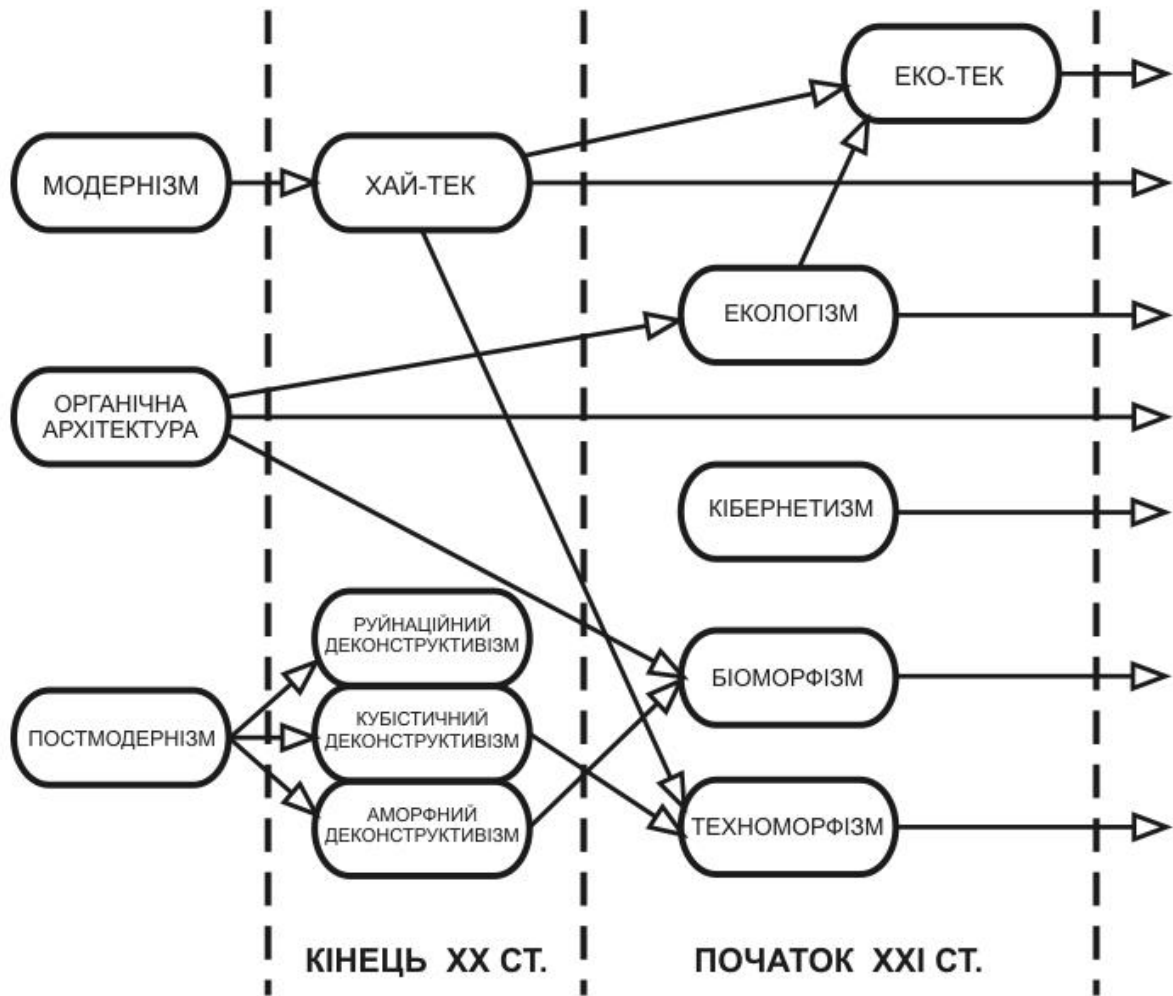 ЕКО-ТЕК
МОДЕРНІЗМ
ХАЙ-ТЕК
ЕКОЛОГІЗМ
ОРГАНІЧНА
АРХІТЕКТУРА
КІБЕРНЕТИЗМ
РУЙНАЦІЙНИЙ
ДЕКОНСТРУКТИВІЗМ
БІОМОРФІЗМ
ПОСТМОДЕРНІЗМ
КУБІСТИЧНИЙ
ДЕКОНСТРУКТИВІЗМ
АМОРФНИЙ
ДЕКОНСТРУКТИВІЗМ
ТЕХНОМОРФІЗМ
КІНЕЦЬ XX СТ.
ПОЧАТОК XXI СТ.